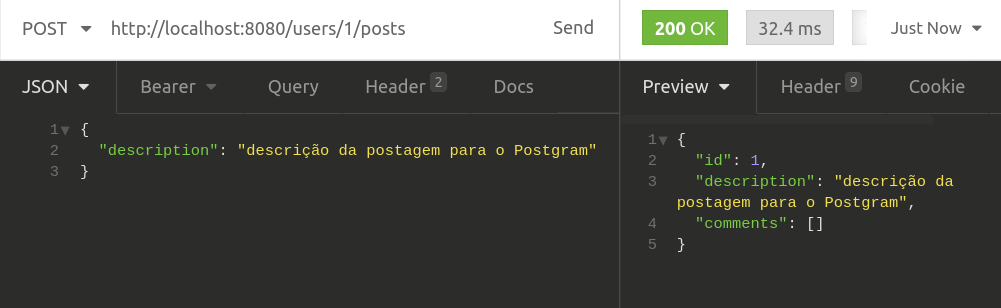 POST http://localhost:8080/users/1/posts Send 200 OK 32.4 ms Just Now
JSON Bearer Query Header 2 Docs Preview Header 9 Cookie
1 {
2 "description": "descrição da postagem para o Postgram"
3 }
1 {
2 "id": 1,
3 "description": "descrição da
postagem para o Postgram",
4 "comments": []
5 }